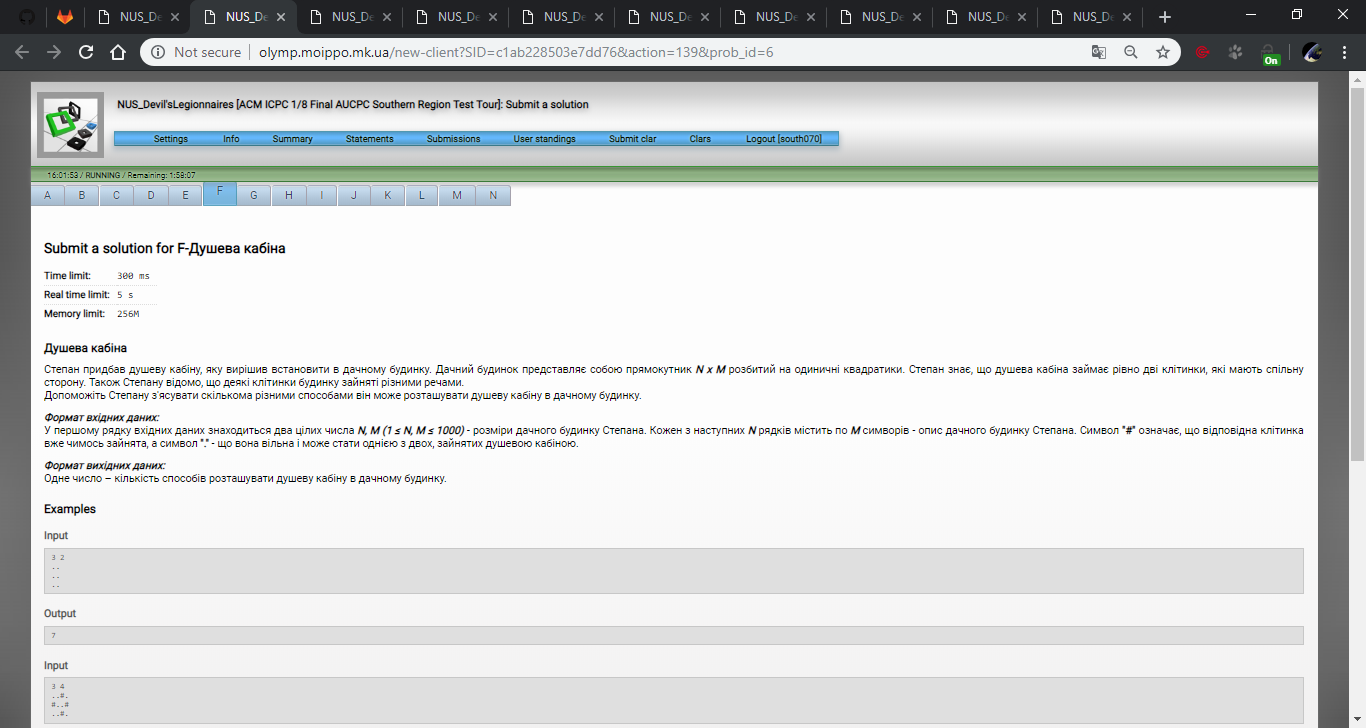 NUS_De
NUS_De
NUS_De
NUS_De
NUS_De
NUS_De
NUS_De
NUS_De
NUS_De
NUS_De
Not secure | olymp.moippo.mk.ua/new-client?SID=c1ab228503e7dd76&action=139&prob_id=6
On
NUS_Devil'sLegionnaires [ACM ICPC 1/8 Final AUCPC Southern Region Test Tour]: Submit a solution
Settings Info Summary Statements Submissions User standings Submit clar Clars Logout [south070]
16:01:53 / RUNNING / Remaining: 1:58:07
A B C D E F G H I J K L M N
Submit a solution for F-Душева кабіна
Time limit: 300 ms
Real time limit: 5 s
Memory limit: 256M
Душева кабіна
Степан придбав душеву кабіну, яку вирішив встановити в дачному будинку. Дачний будинок представляє собою прямокутник N x M розбитий на одиничні квадратики. Степан знає, що душева кабіна займає рівно дві клітинки, які мають спільну
сторону. Також Степану відомо, що деякі клітинки будинку зайняті різними речами.
Допоможіть Степану з'ясувати скількома різними способами він може розташувати душеву кабіну в дачному будинку.
Формат вхідних даних:
У першому рядку вхідних даних знаходиться два цілих числа N, M (1 ≤ N, M ≤ 1000) - розміри дачного будинку Степана. Кожен з наступних N рядків містить по M символів - опис дачного будинку Степана. Символ "#" означає, що відповідна клітинка
вже чимось зайнята, а символ "." - що вона вільна і може стати однією з двох, зайнятих душевою кабіною.
Формат вихідних даних:
Одне число – кількість способів розташувати душеву кабіну в дачному будинку.
Examples
Input
3 2
..
..
..
Output
7
Input
3 4
..#.
#..#
..#.